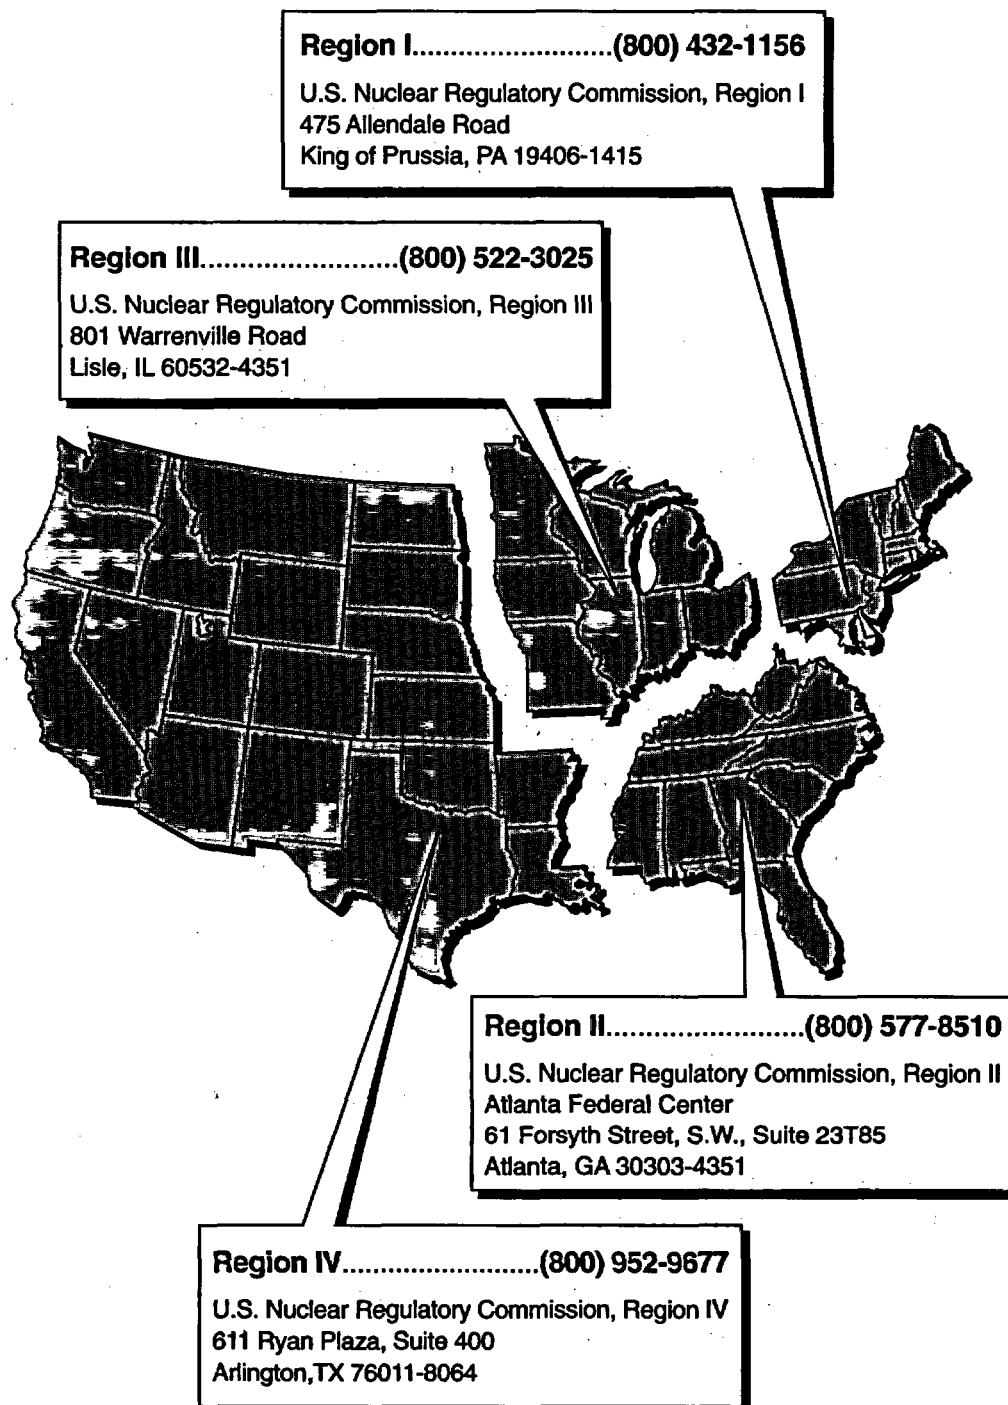 Region I...........................(800) 432-1156
U.S. Nuclear Regulatory Commission, Region I
475 Allendale Road
King of Prussia, PA 19406-1415
Region III..........................(800) 522-3025
U.S. Nuclear Regulatory Commission, Region III
801 Warrenville Road
Lisle, IL 60532-4351
Region II..........................(800) 577-8510
U.S. Nuclear Regulatory Commission, Region II
Atlanta Federal Center
61 Forsyth Street, S.W., Suite 23T85
Atlanta, GA 30303-4351
Region IV..........................(800) 952-9677
U.S. Nuclear Regulatory Commission, Region IV
611 Ryan Plaza, Suite 400
Arlington,TX 76011-8064